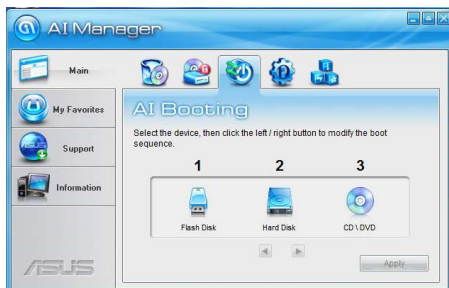 AI Manager
Main
My Favorites
Support
Information
ASUS
AI Booting
Select the device, then click the left / right button to modify the boot
sequence.
1 2 3
Flash Disk Hard Disk CD \ DVD
Apply